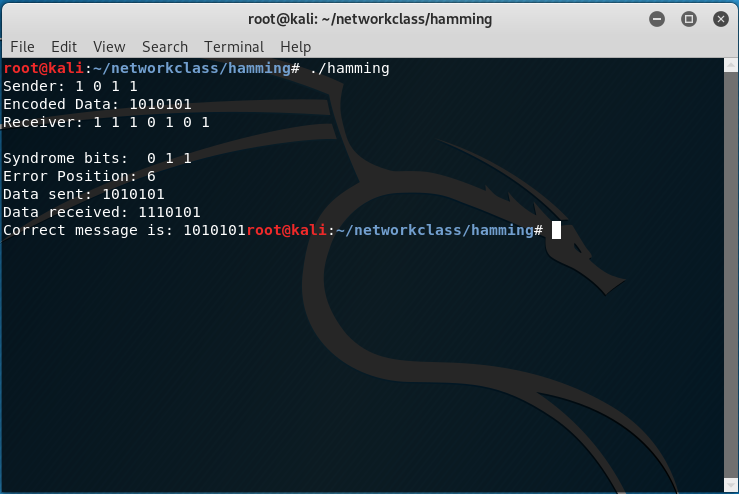 root@kali: ~/networkclass/hamming
File Edit View Search Terminal Help
root@kali:~/networkclass/hamming# ./hamming
Sender: 1 0 1 1
Encoded Data: 1010101
Receiver: 1 1 1 0 1 0 1
Syndrome bits:  0 1 1
Error Position: 6
Data sent: 1010101
Data received: 1110101
Correct message is: 1010101root@kali:~/networkclass/hamming#